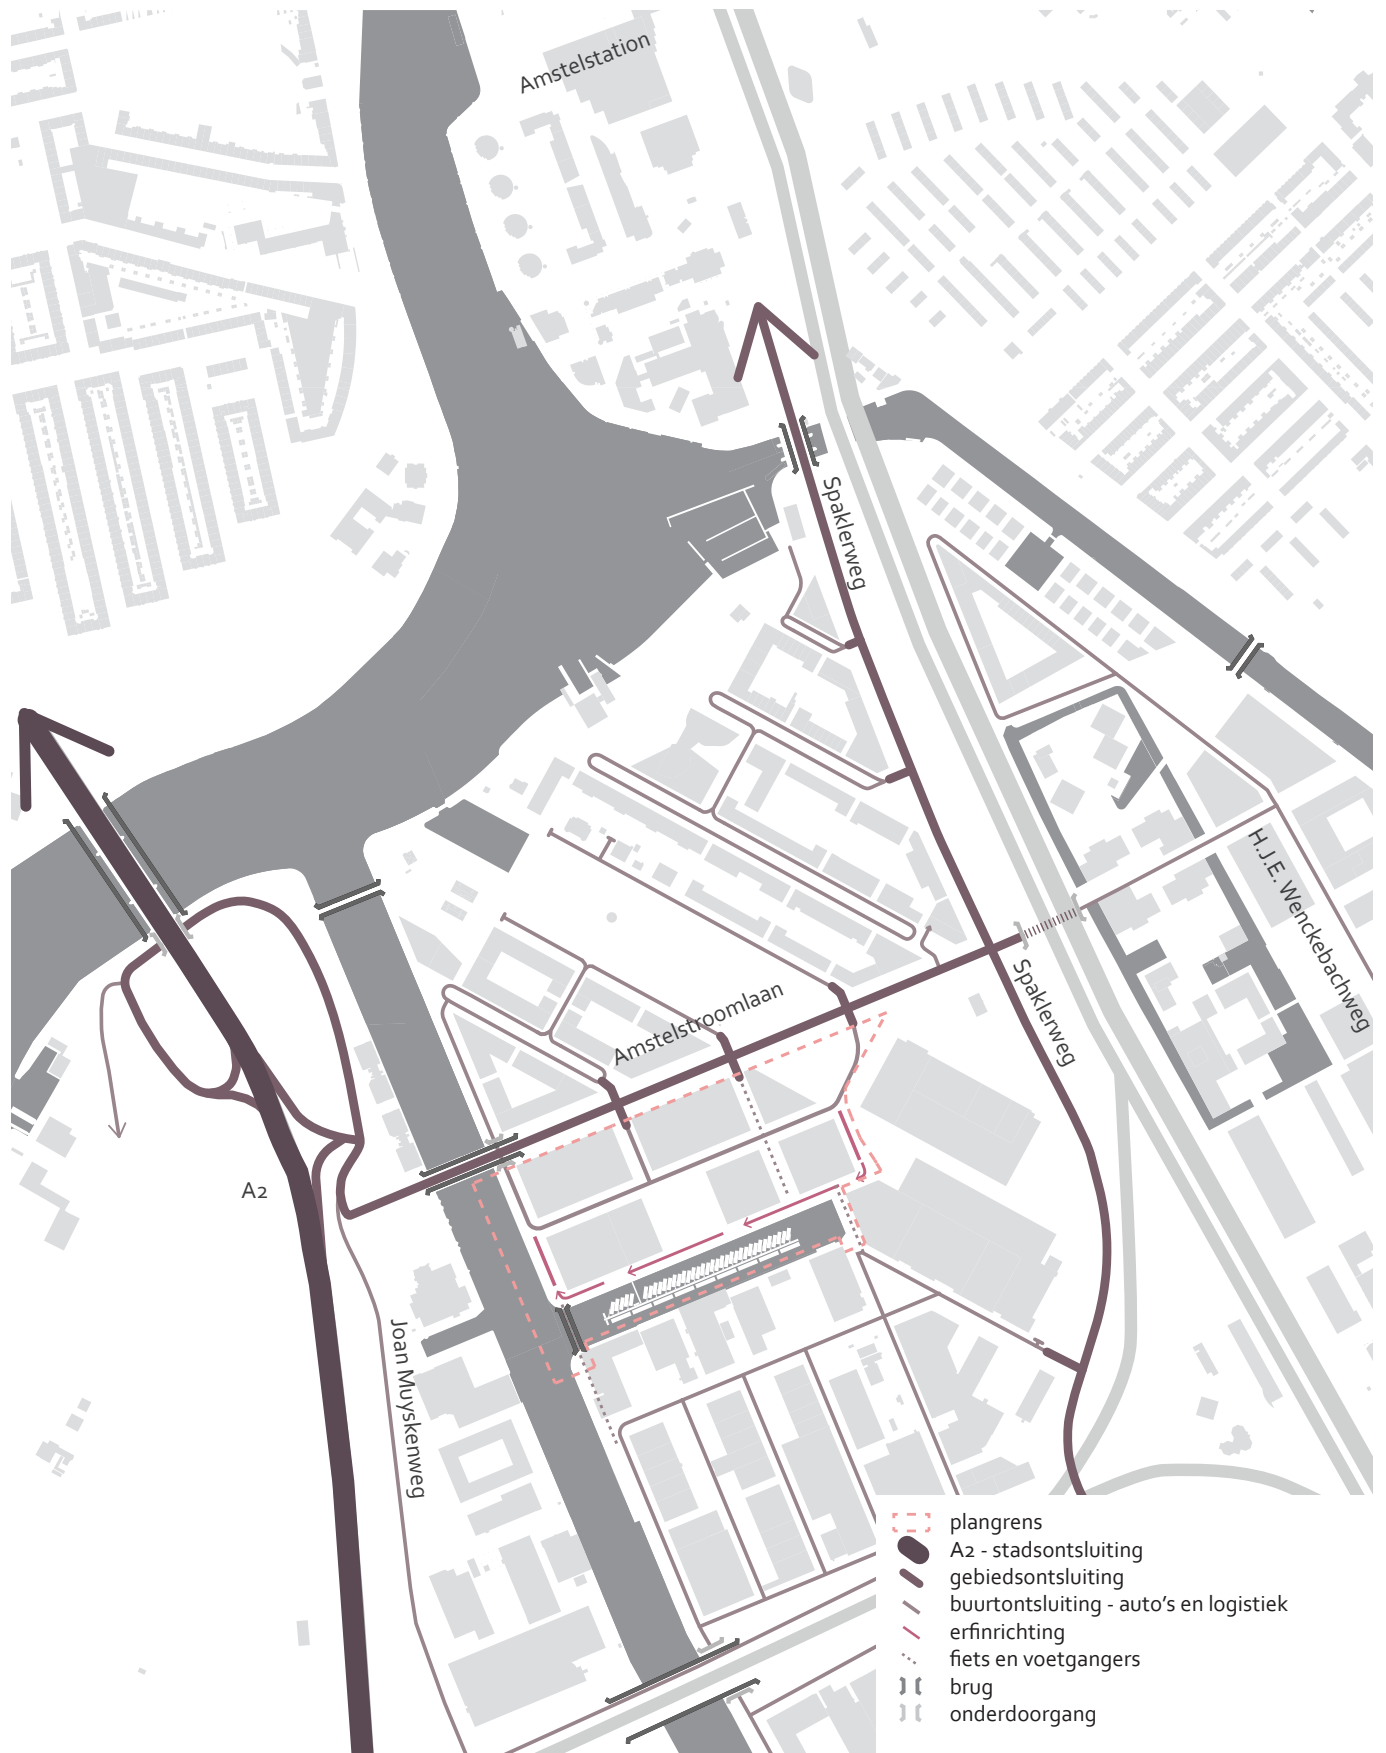 Amstelstation
Spaklerweg
H.J.E. Wenckebachweg
Spaklerweg
Amstelstroomlaan
A2
Joan Muyskenweg
plangrens
A2 - stadsontsluiting
gebiedsontsluiting
buurtontsluiting - auto's en logistiek
erfinrichting
fiets en voetgangers
brug
onderdoorgang